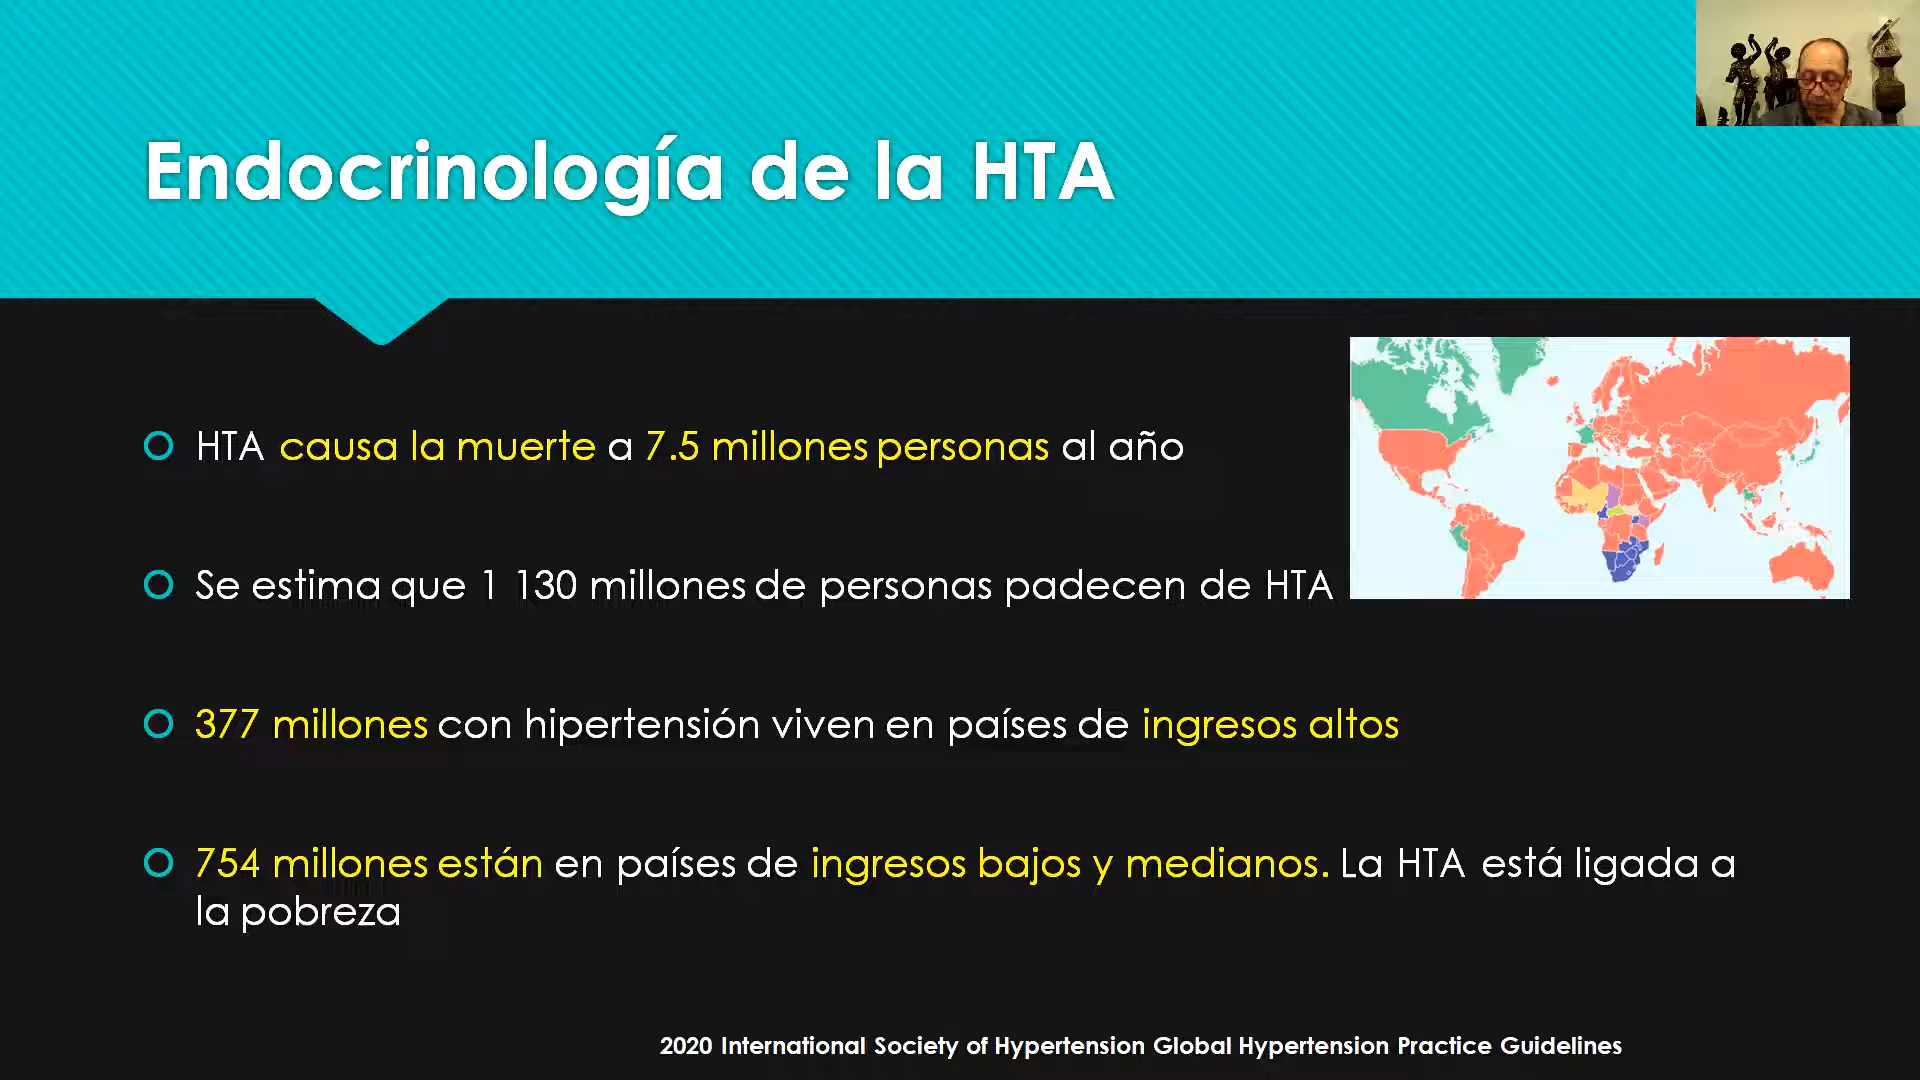 Endocrinología de la HTA
HTA causa la muerte a 7.5 millones personas al año
Se estima que 1 130 millones de personas padecen de HTA
377 millones con hipertensión viven en países de ingresos altos
754 millones están en países de ingresos bajos y medianos. La HTA está ligada a
la pobreza
2020 International Society of Hypertension Global Hypertension Practice Guidelines